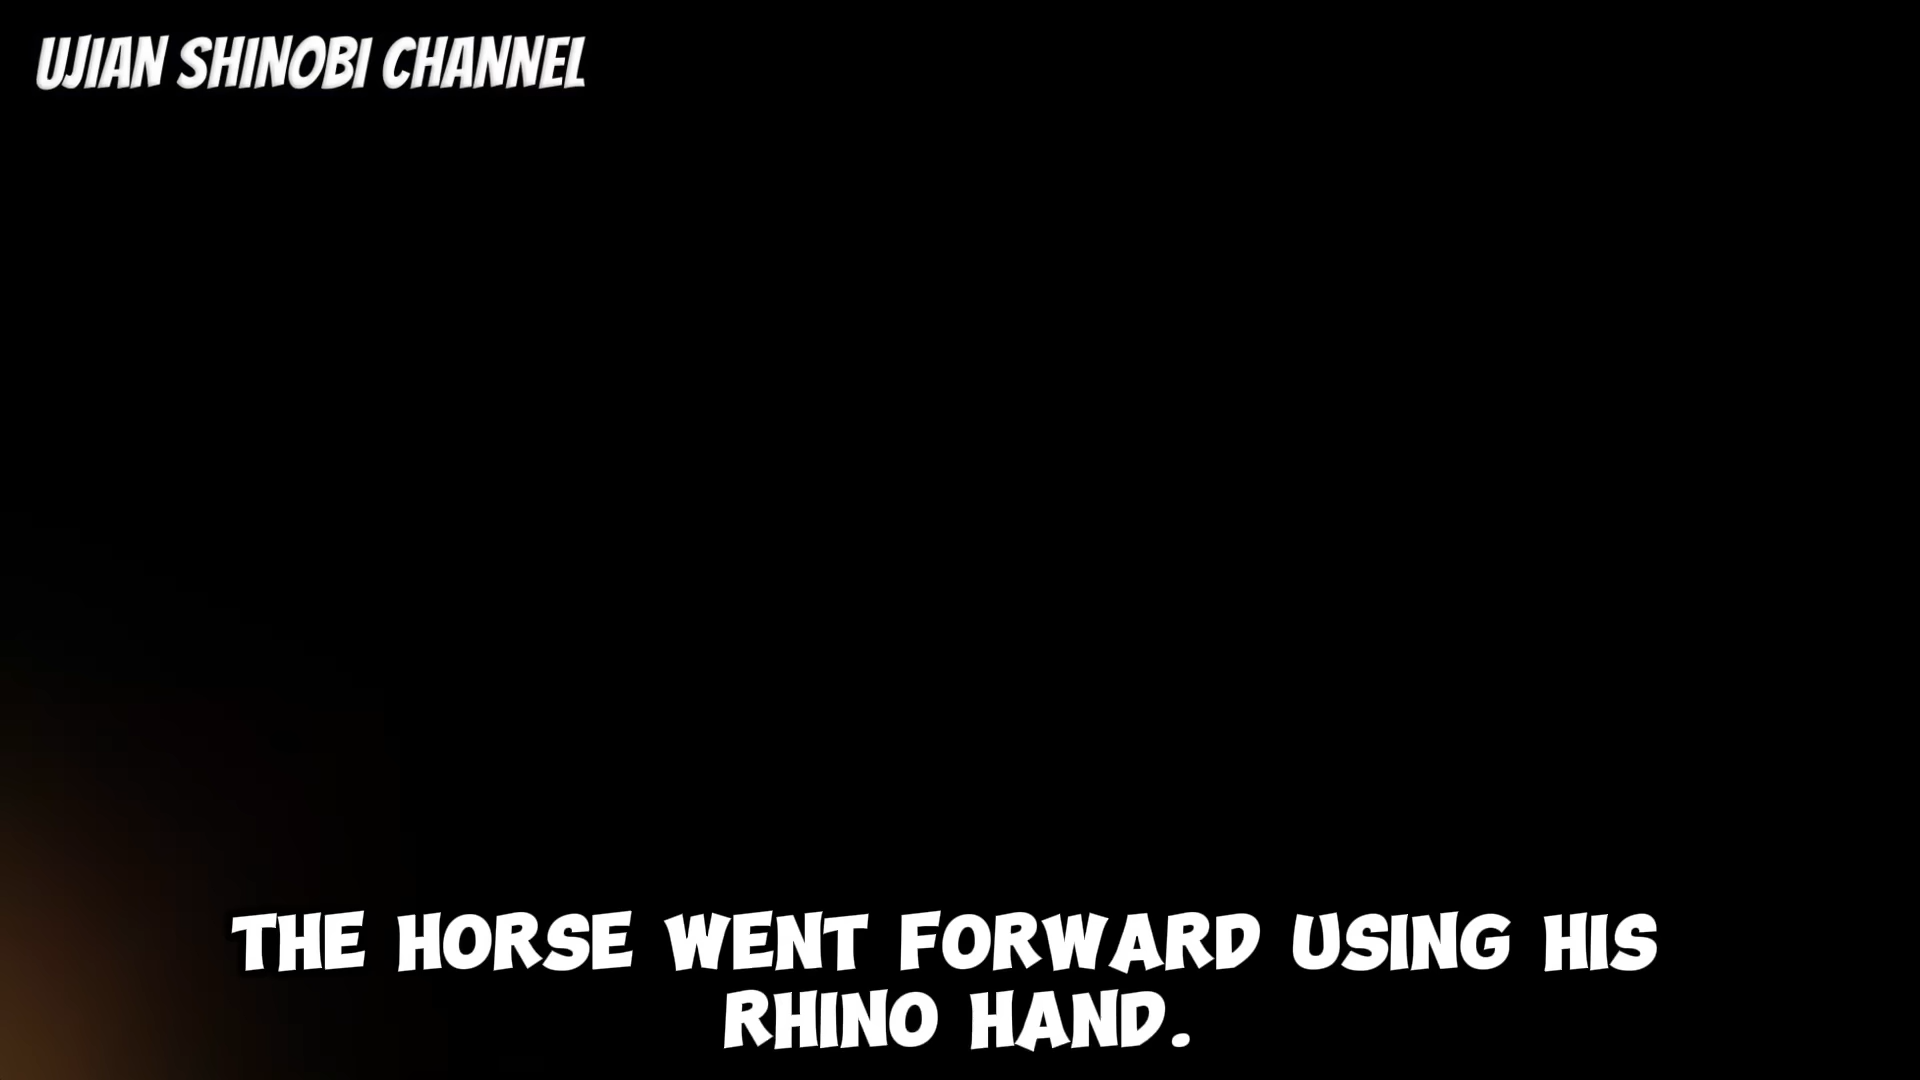 UJIAN SHINOBI CHANNEL
THE HORSE WENT FORWARD USING HIS
RHINO HAND.